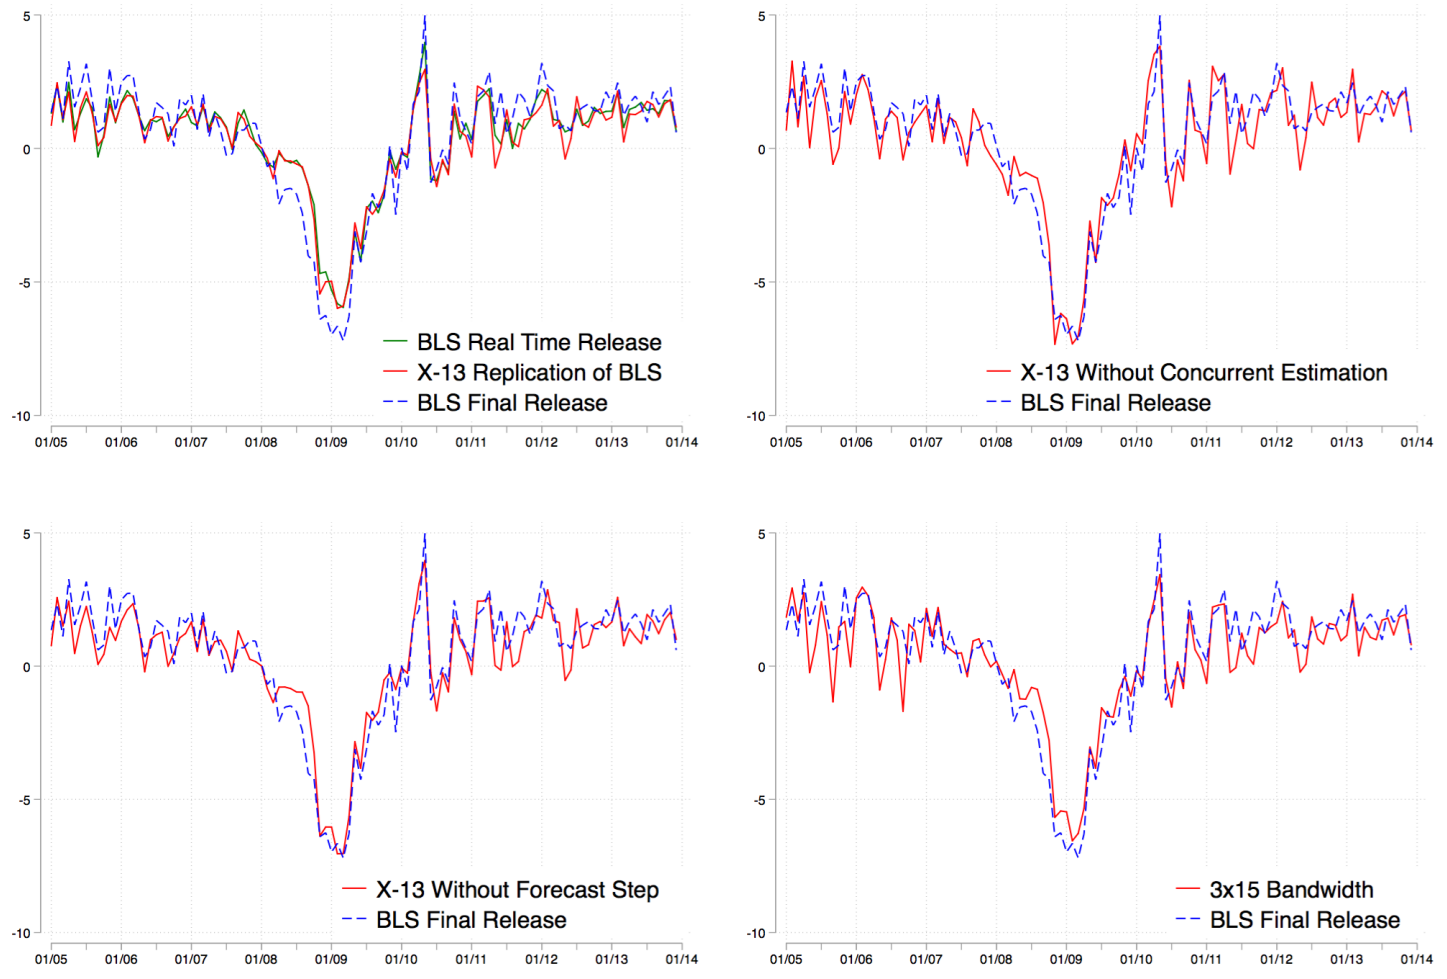 5
0
-5
-10
01/05 01/06 01/07 01/08 01/09 01/10 01/11 01/12 01/13 01/14
BLS Real Time Release
X-13 Replication of BLS
BLS Final Release
5
0
-5
-10
01/05 01/06 01/07 01/08 01/09 01/10 01/11 01/12 01/13 01/14
X-13 Without Concurrent Estimation
BLS Final Release
5
0
-5
-10
01/05 01/06 01/07 01/08 01/09 01/10 01/11 01/12 01/13 01/14
X-13 Without Forecast Step
BLS Final Release
5
0
-5
-10
01/05 01/06 01/07 01/08 01/09 01/10 01/11 01/12 01/13 01/14
3x15 Bandwidth
BLS Final Release